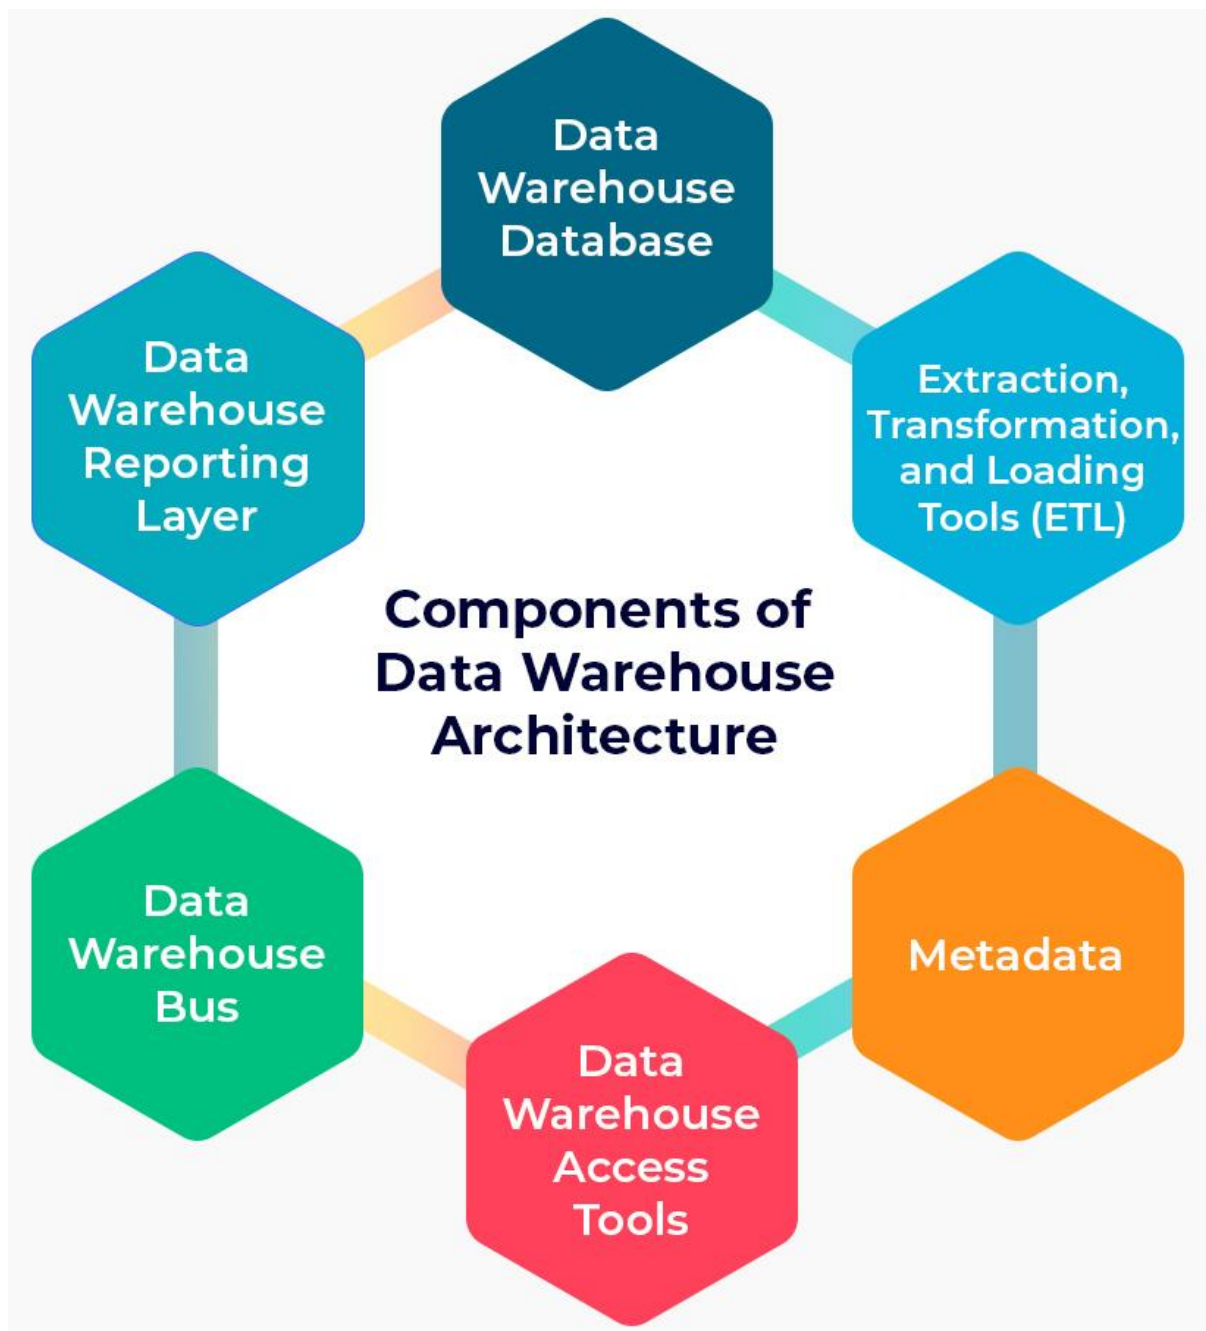 Data
Warehouse
Database
Extraction,
Transformation,
and Loading
Tools (ETL)
Metadata
Data
Warehouse
Access
Tools
Data
Warehouse
Bus
Data
Warehouse
Reporting
Layer
Components of
Data Warehouse
Architecture